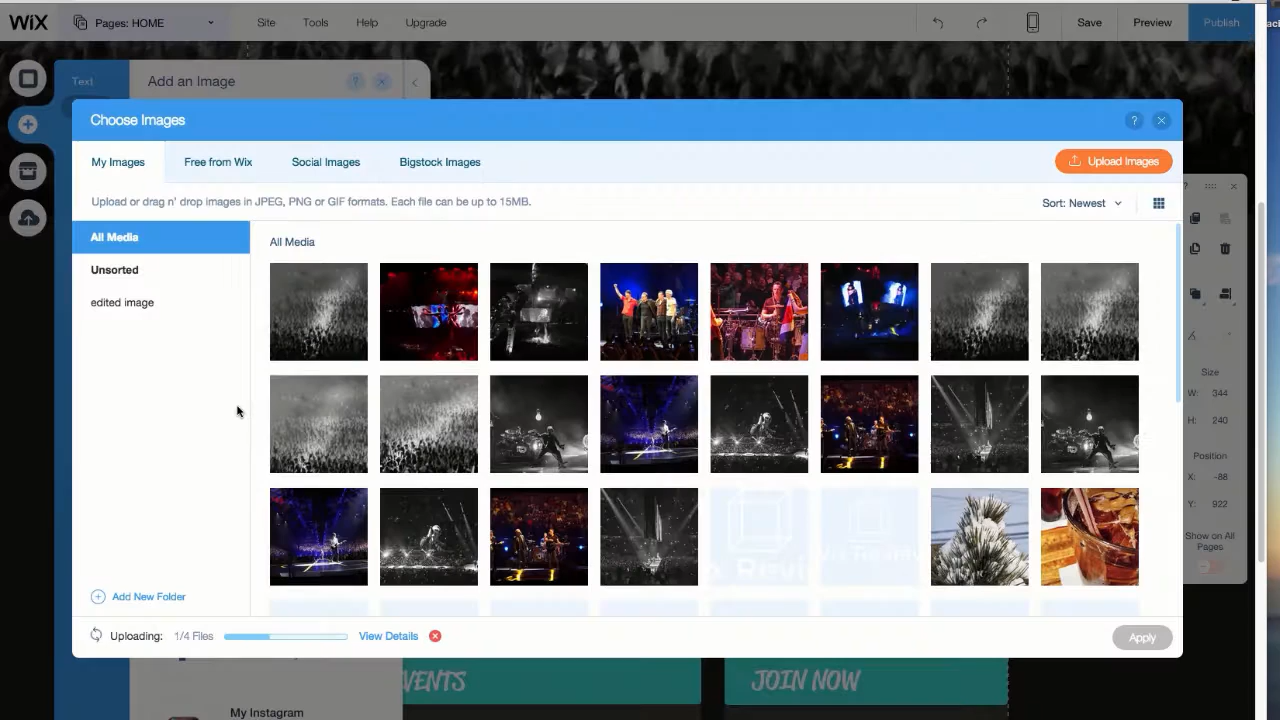 WiX Pages: HOME Site Tools Help Upgrade Save Preview Publish
Text Add an Image ?
Choose Images ?
My Images Free from Wix Social Images Bigstock Images Upload Images
Upload or drag n' drop images in JPEG, PNG or GIF formats. Each file can be up to 15MB. Sort: Newest
All Media
Unsorted
edited image
Add New Folder
All Media
Uploading: 1/4 Files View Details Apply
?
Size
W: 344
H: 240
Position
X: -88
Y: 922
Show on All
Pages
VENTS JOIN NOW
My Instagram